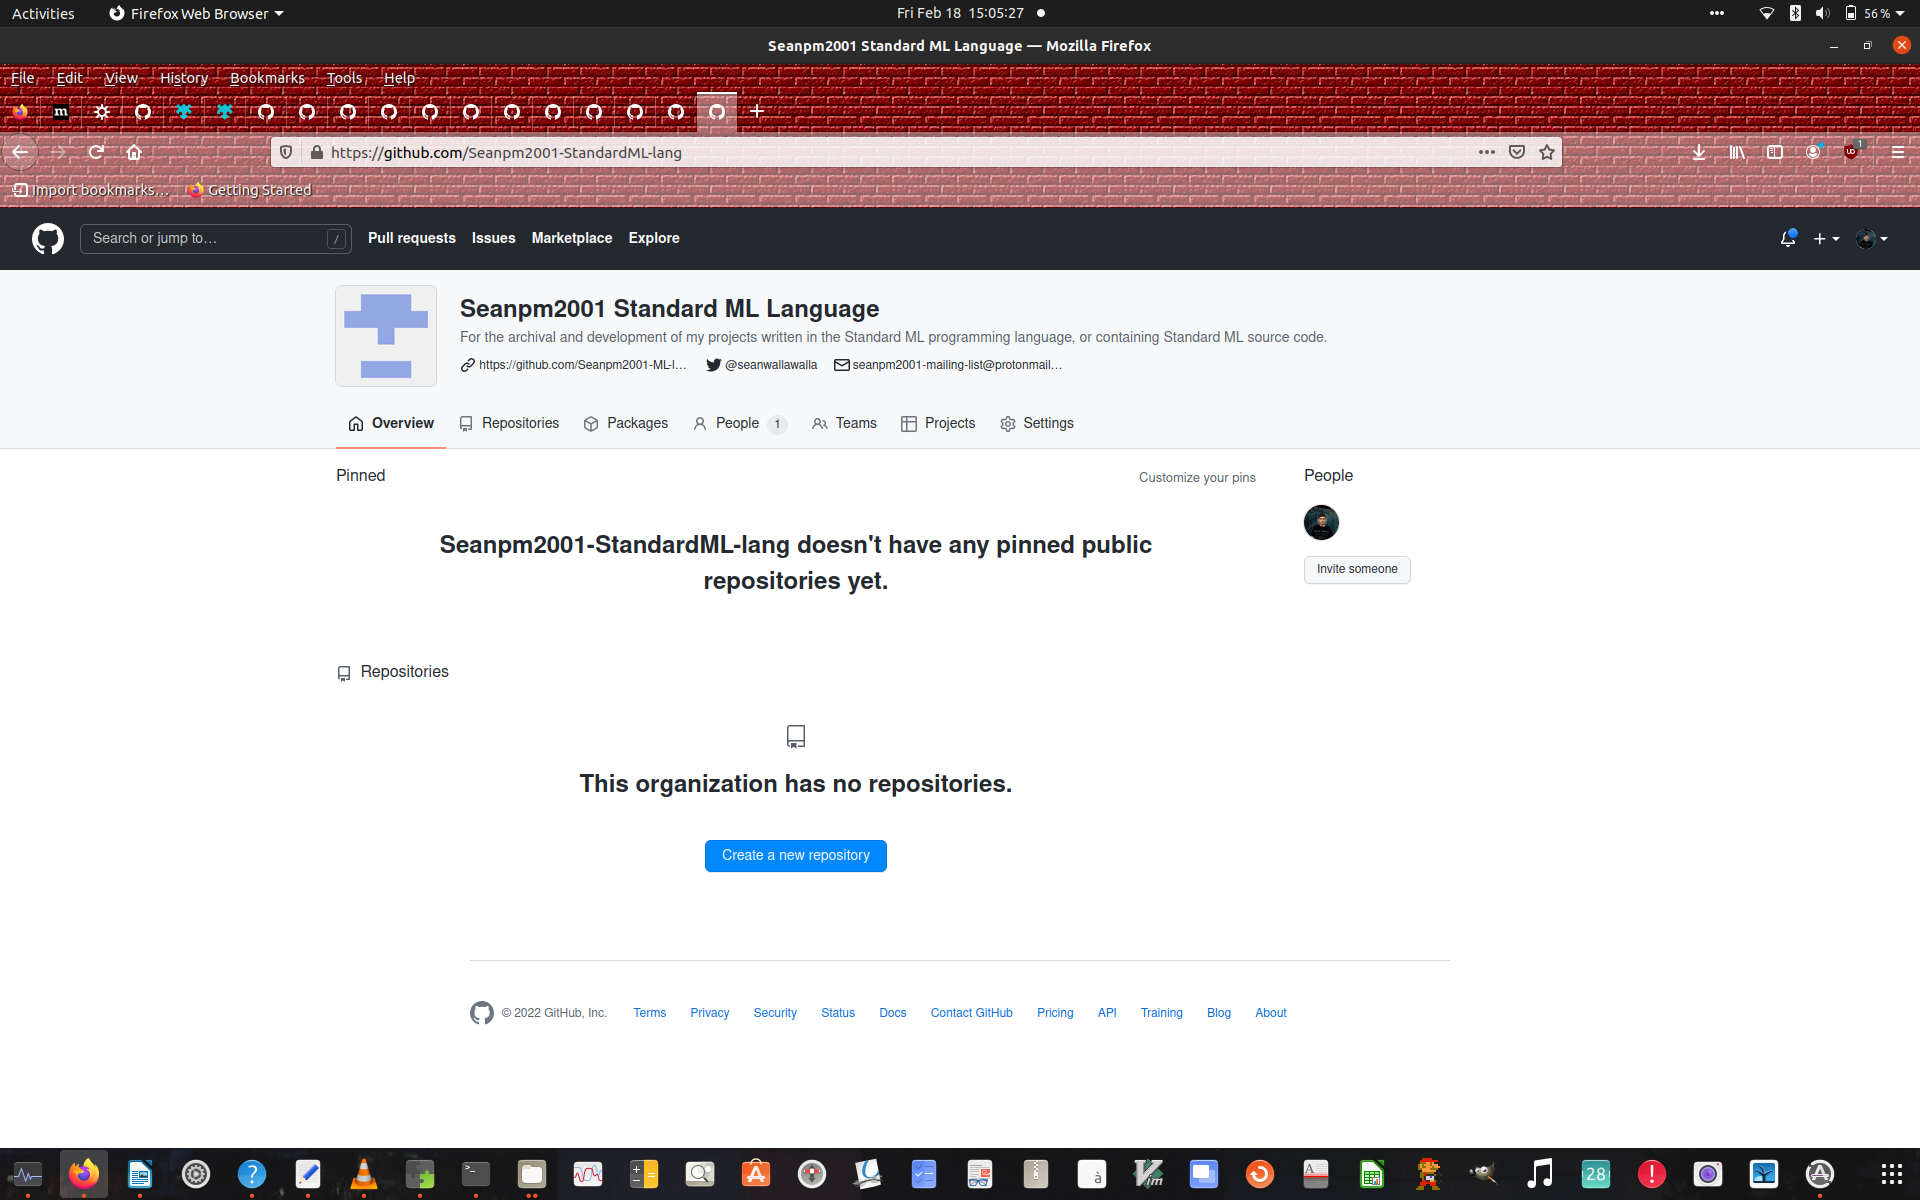 Activities
Firefox Web Browser
Fri Feb 18 15:05:27
56 %
Seanpm2001 Standard ML Language — Mozilla Firefox
File Edit View History Bookmarks Tools Help
m
https://github.com/Seanpm2001-StandardML-lang
1
Import bookmarks…
Getting Started
Search or jump to…
/
Pull requests
Issues
Marketplace
Explore
Seanpm2001 Standard ML Language
For the archival and development of my projects written in the Standard ML programming language, or containing Standard ML source code.
https://github.com/Seanpm2001-ML-l…
@seanwallawalla
seanpm2001-mailing-list@protonmail…
Overview
Repositories
Packages
People 1
Teams
Projects
Settings
Pinned
Customize your pins
People
Seanpm2001-StandardML-lang doesn't have any pinned public
repositories yet.
Invite someone
Repositories
This organization has no repositories.
Create a new repository
© 2022 GitHub, Inc.
Terms
Privacy
Security
Status
Docs
Contact GitHub
Pricing
API
Training
Blog
About
28